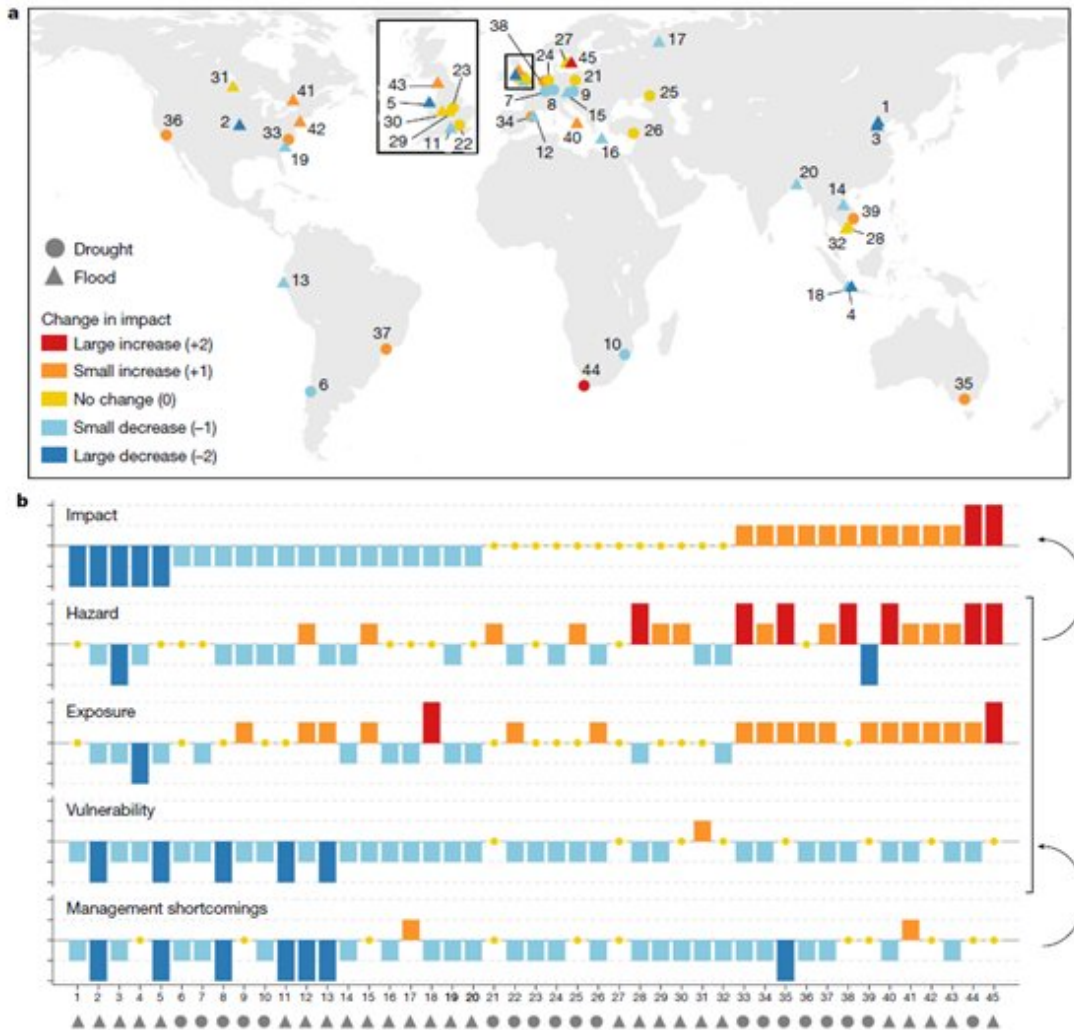 a
38
27
45
17
24
23
21
31
43
41
5
7
8
9
25
1
36
2
42
30
34
15
33
29
12
40
16
26
3
19
11
22
20
14
39
Drought
13
32
28
Flood
18
4
Change in impact
Large increase (+2)
37
10
Small increase (+1)
6
44
35
No change (0)
Small decrease (–1)
Large decrease (–2)
b
Impact
Hazard
Exposure
Vulnerability
Management shortcomings
1 2 3 4 5 6 7 8 9 10 11 12 13 14 15 16 17 18 19 20 21 22 23 24 25 26 27 28 29 30 31 32 33 34 35 36 37 38 39 40 41 42 43 44 45